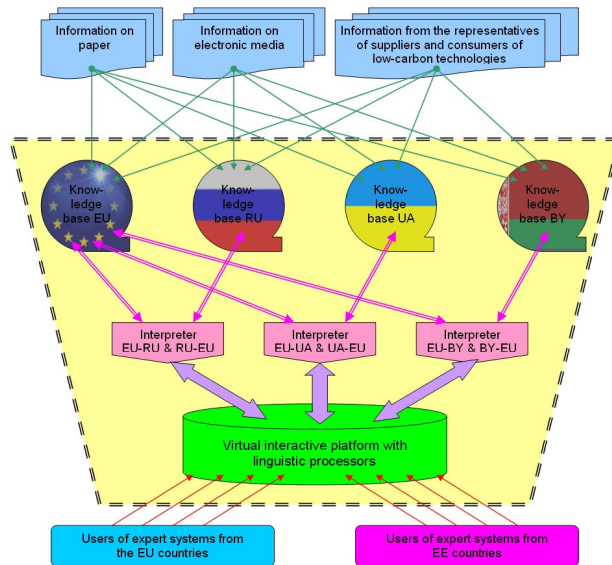 Information on
paper
Information on
electronic media
Information from the representatives
of suppliers and consumers of
low-carbon technologies
Know-
ledge
base EU
Know-
ledge
base RU
Know-
ledge
base UA
Know-
ledge
base BY
Interpreter
EU-RU & RU-EU
Interpreter
EU-UA & UA-EU
Interpreter
EU-BY & BY-EU
Virtual interactive platform with
linguistic processors
Users of expert systems from
the EU countries
Users of expert systems from
EE countries